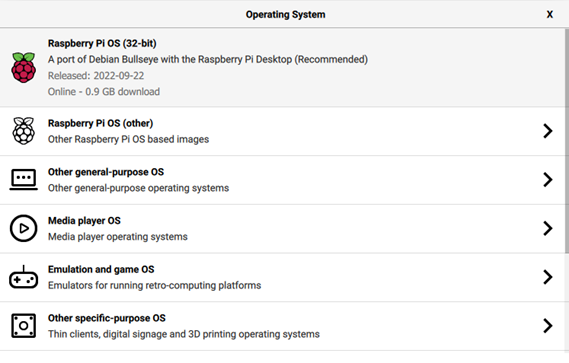 Operating System
X
Raspberry Pi OS (32-bit)
A port of Debian Bullseye with the Raspberry Pi Desktop (Recommended)
Released: 2022-09-22
Online - 0.9 GB download
Raspberry Pi OS (other)
Other Raspberry Pi OS based images
Other general-purpose OS
Other general-purpose operating systems
Media player OS
Media player operating systems
Emulation and game OS
Emulators for running retro-computing platforms
Other specific-purpose OS
Thin clients, digital signage and 3D printing operating systems